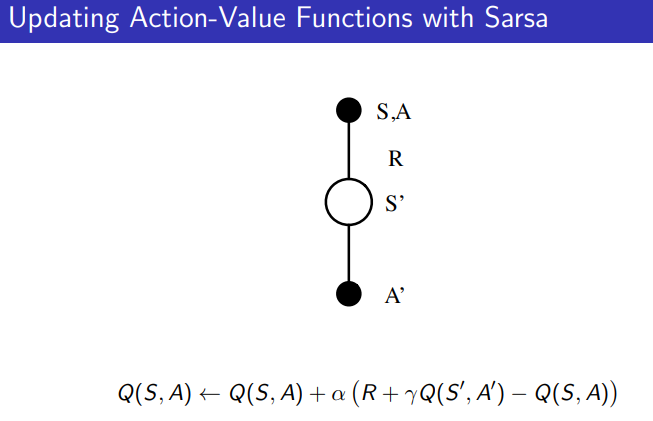 Updating Action-Value Functions with Sarsa
S,A
R
S’
A’
Q(S, A) ← Q(S, A) + α (R + γQ(S′, A′) − Q(S, A))